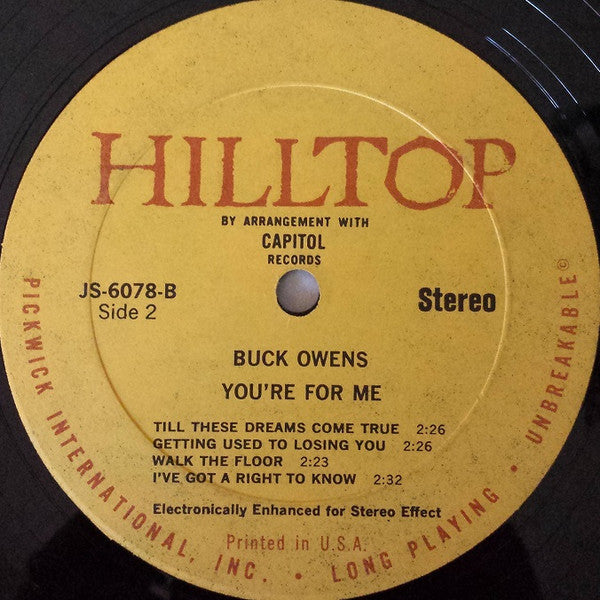 HILLTOP
BY ARRANGEMENT WITH
CAPITOL
RECORDS
JS-6078-B
Side 2
Stereo
BUCK OWENS
YOU'RE FOR ME
TILL THESE DREAMS COME TRUE 2:26
GETTING USED TO LOSING YOU 2:26
WALK THE FLOOR 2:23
I'VE GOT A RIGHT TO KNOW 2:32
Electronically Enhanced for Stereo Effect
Printed in U.S.A.
PICKWICK INTERNATIONAL, INC. • LONG PLAYING • UNBREAKABLE©